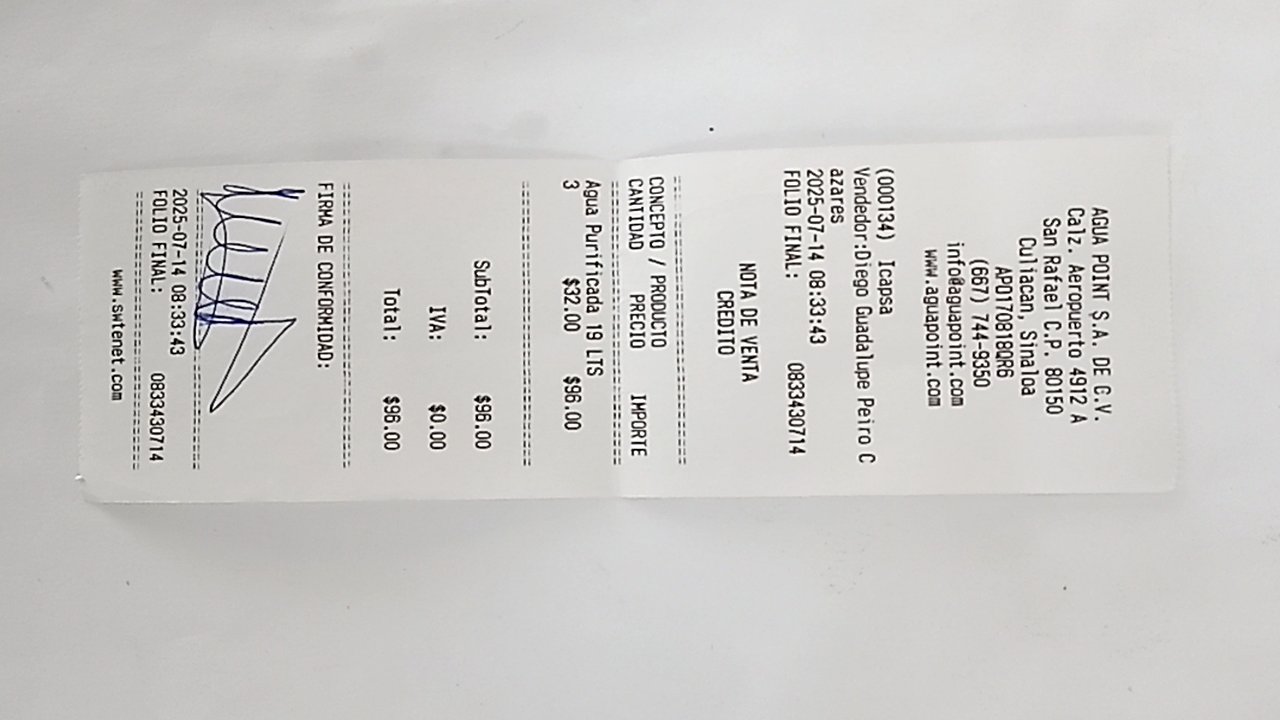 AGUA POINT S.A. DE C.V.
Calz. Aeropuerto 4912 A
San Rafael C.P. 80150
Culiacan, Sinaloa
APO170818QR6
(667) 744-9350
info@aguapoint.com
www.aguapoint.com
(000134) Icapsa
Vendedor:Diego Guadalupe Peiro C
azares
2025-07-14 08:33:43
FOLIO FINAL: 0833430714
NOTA DE VENTA
CREDITO
CONCEPTO / PRODUCTO
CANTIDAD PRECIO IMPORTE
Agua Purificada 19 LTS
3 $32.00 $96.00
SubTotal: $96.00
IVA: $0.00
Total: $96.00
FIRMA DE CONFORMIDAD:
2025-07-14 08:33:43
FOLIO FINAL: 0833430714
www.swtenet.com